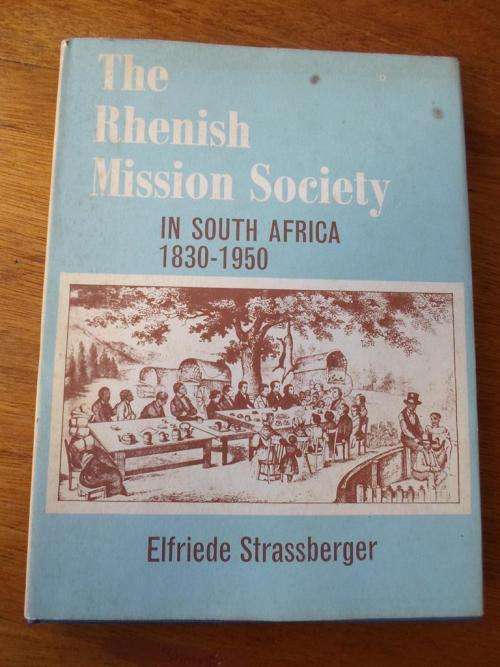 The
Rhenish
Mission Society
IN SOUTH AFRICA
1830-1950
Elfriede Strassberger